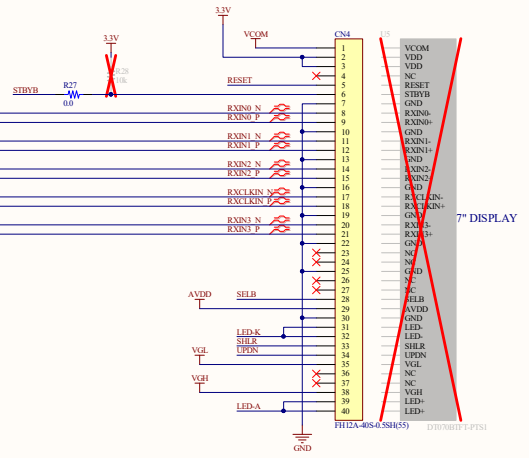 3.3V
3.3V
VCOM
CN4
U5
R28
10k
R27
0.0
STBYB
RESET
RXIN0_N
RXIN0_P
RXIN1_N
RXIN1_P
RXIN2_N
RXIN2_P
RXCLKIN_N
RXCLKIN_P
RXIN3_N
RXIN3_P
AVDD
SELB
LED-K
SHLR
UPDN
VGL
VGH
LED-A
1 VCOM
2 VDD
3 VDD
4 NC
5 RESET
6 STBYB
7 GND
8 RXIN0-
9 RXIN0+
10 GND
11 RXIN1-
12 RXIN1+
13 GND
14 RXIN2-
15 RXIN2+
16 GND
17 RXCLKIN-
18 RXCLKIN+
19 GND
20 RXIN3-
21 RXIN3+
22 GND
23 NC
24 NC
25 GND
26 NC
27 NC
28 SELB
29 AVDD
30 GND
31 LED-
32 LED-
33 SHLR
34 UPDN
35 VGL
36 NC
37 NC
38 VGH
39 LED+
40 LED+
7" DISPLAY
FH12A-40S-0.5SH(55)
DT070BTFT-PTS1
GND